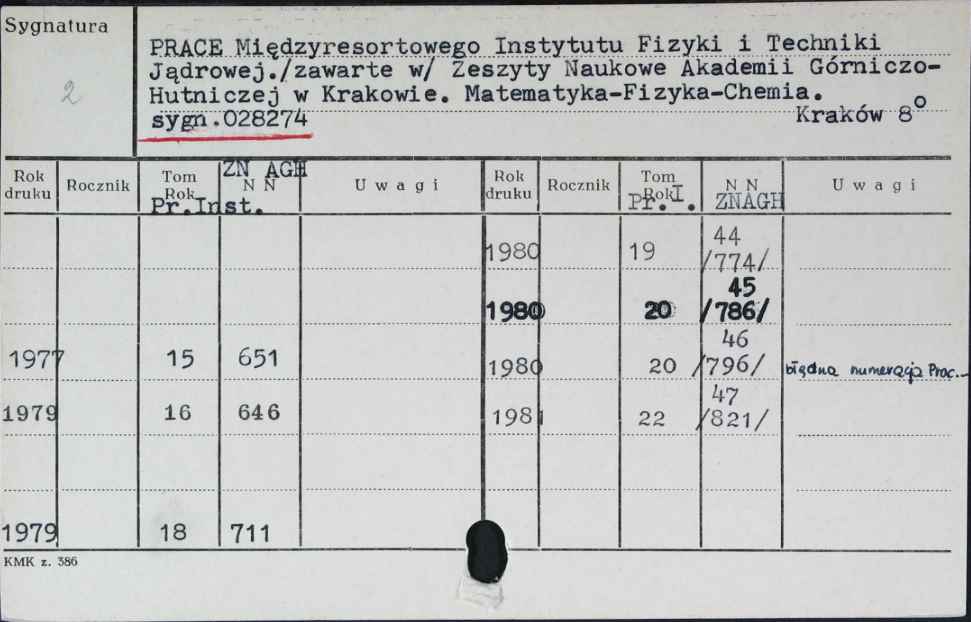 Sygnatura
2
PRACE Międzyresortowego Instytutu Fizyki i Techniki
Jądrowej./zawarte w/ Zeszyty Naukowe Akademii Górniczo-
Hutniczej w Krakowie. Matematyka-Fizyka-Chemia.
sygn.028274 Kraków 8°
Rok druku Rocznik Tom Rok Pr.Inst. ZN AGH N N Uwagi Rok druku Rocznik Tom Rok Pr.I. N N ZNAGH Uwagi
1980 19 44 /774/
1980 20 45 /786/
1977 15 651 1980 20 46 /796/ błędna numeracja Prac.
1979 16 646 1981 22 47 /821/
1979 18 711
KMK z. 386